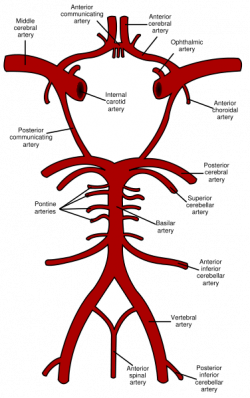 Anterior
communicating
artery
Anterior
cerebral
artery
Middle
cerebral
artery
Ophthalmic
artery
Internal
carotid
artery
Anterior
choroidal
artery
Posterior
communicating
artery
Posterior
cerebral
artery
Superior
cerebellar
artery
Pontine
arteries
Basilar
artery
Anterior
inferior
cerebellar
artery
Vertebral
artery
Anterior
spinal
artery
Posterior
inferior
cerebellar
artery